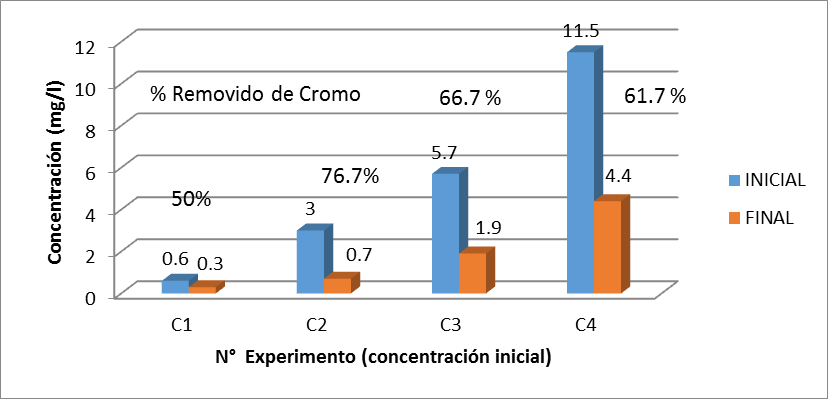 12
10
8
6
4
2
0
Concentración (mg/l)
% Removido de Cromo
50%
76.7%
66.7 %
61.7 %
0.6
0.3
3
0.7
5.7
1.9
11.5
4.4
C1
C2
C3
C4
N° Experimento (concentración inicial)
INICIAL
FINAL